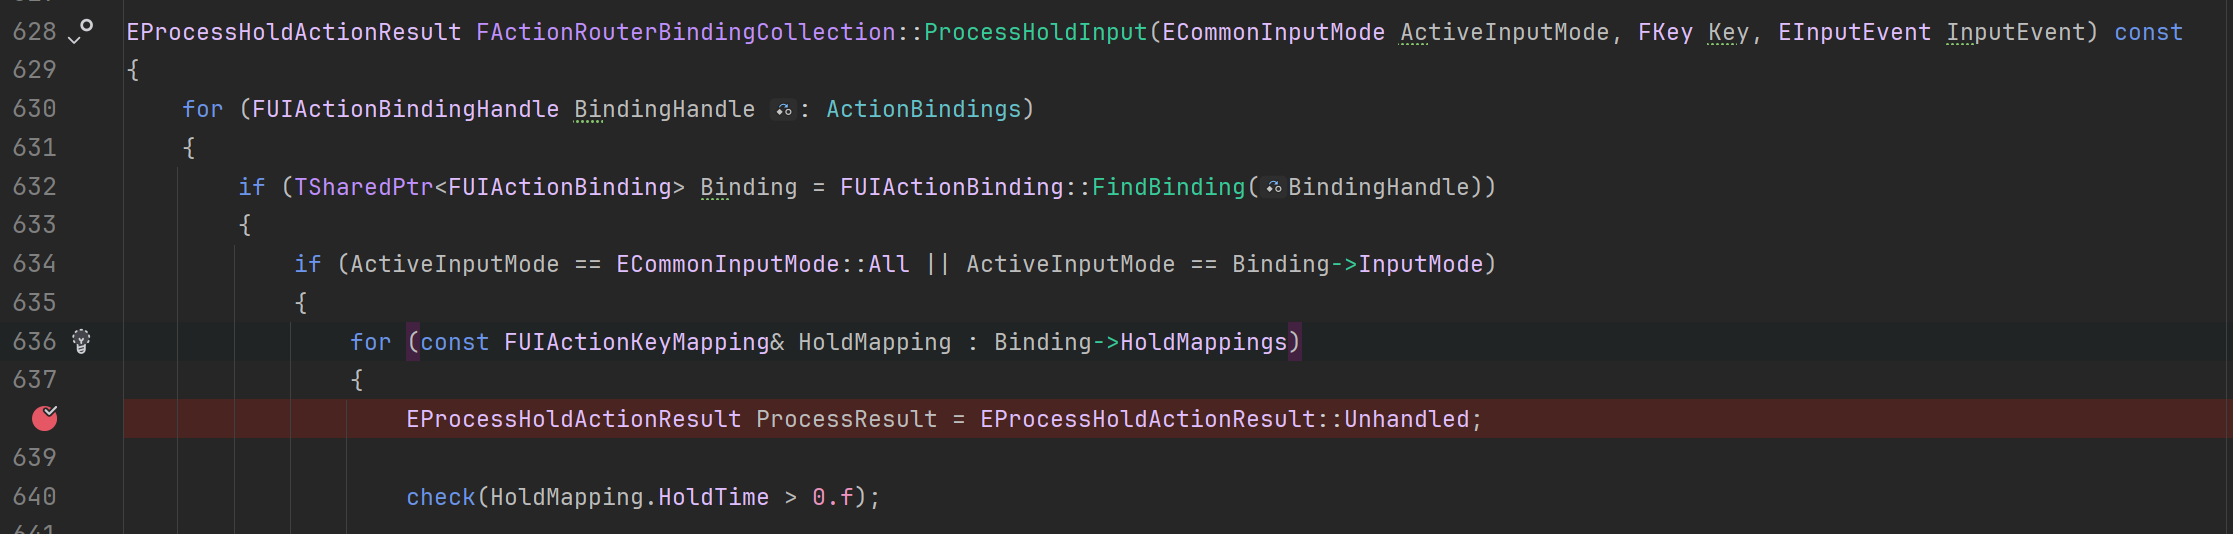 628 EProcessHoldActionResult FActionRouterBindingCollection::ProcessHoldInput(ECommonInputMode ActiveInputMode, FKey Key, EInputEvent InputEvent) const
629 {
630 for (FUIActionBindingHandle BindingHandle : ActionBindings)
631 {
632 if (TSharedPtr<FUIActionBinding> Binding = FUIActionBinding::FindBinding(BindingHandle))
633 {
634 if (ActiveInputMode == ECommonInputMode::All || ActiveInputMode == Binding->InputMode)
635 {
636 for (const FUIActionKeyMapping& HoldMapping : Binding->HoldMappings)
637 {
EProcessHoldActionResult ProcessResult = EProcessHoldActionResult::Unhandled;
639
640 check(HoldMapping.HoldTime > 0.f);